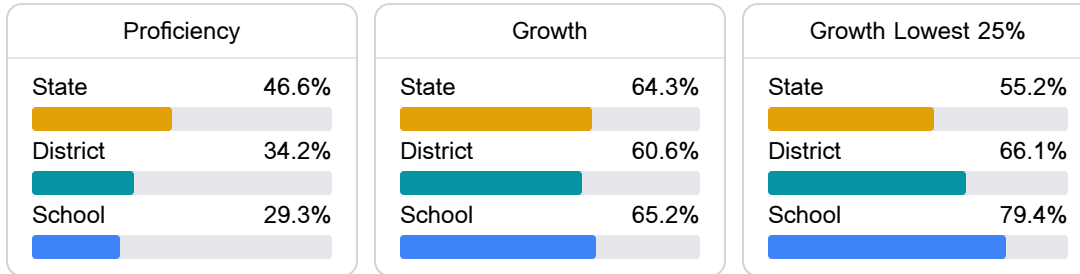 Proficiency
State 46.6%
District 34.2%
School 29.3%
Growth
State 64.3%
District 60.6%
School 65.2%
Growth Lowest 25%
State 55.2%
District 66.1%
School 79.4%